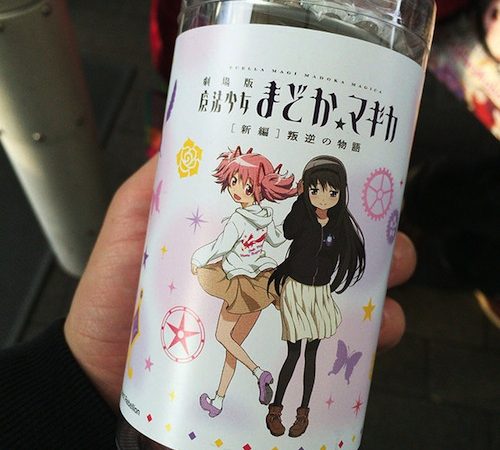 PUELLA MAGI MADOKA MAGICA
劇場版
魔法少女まどか★マギカ
[新編]叛逆の物語
Rebellion